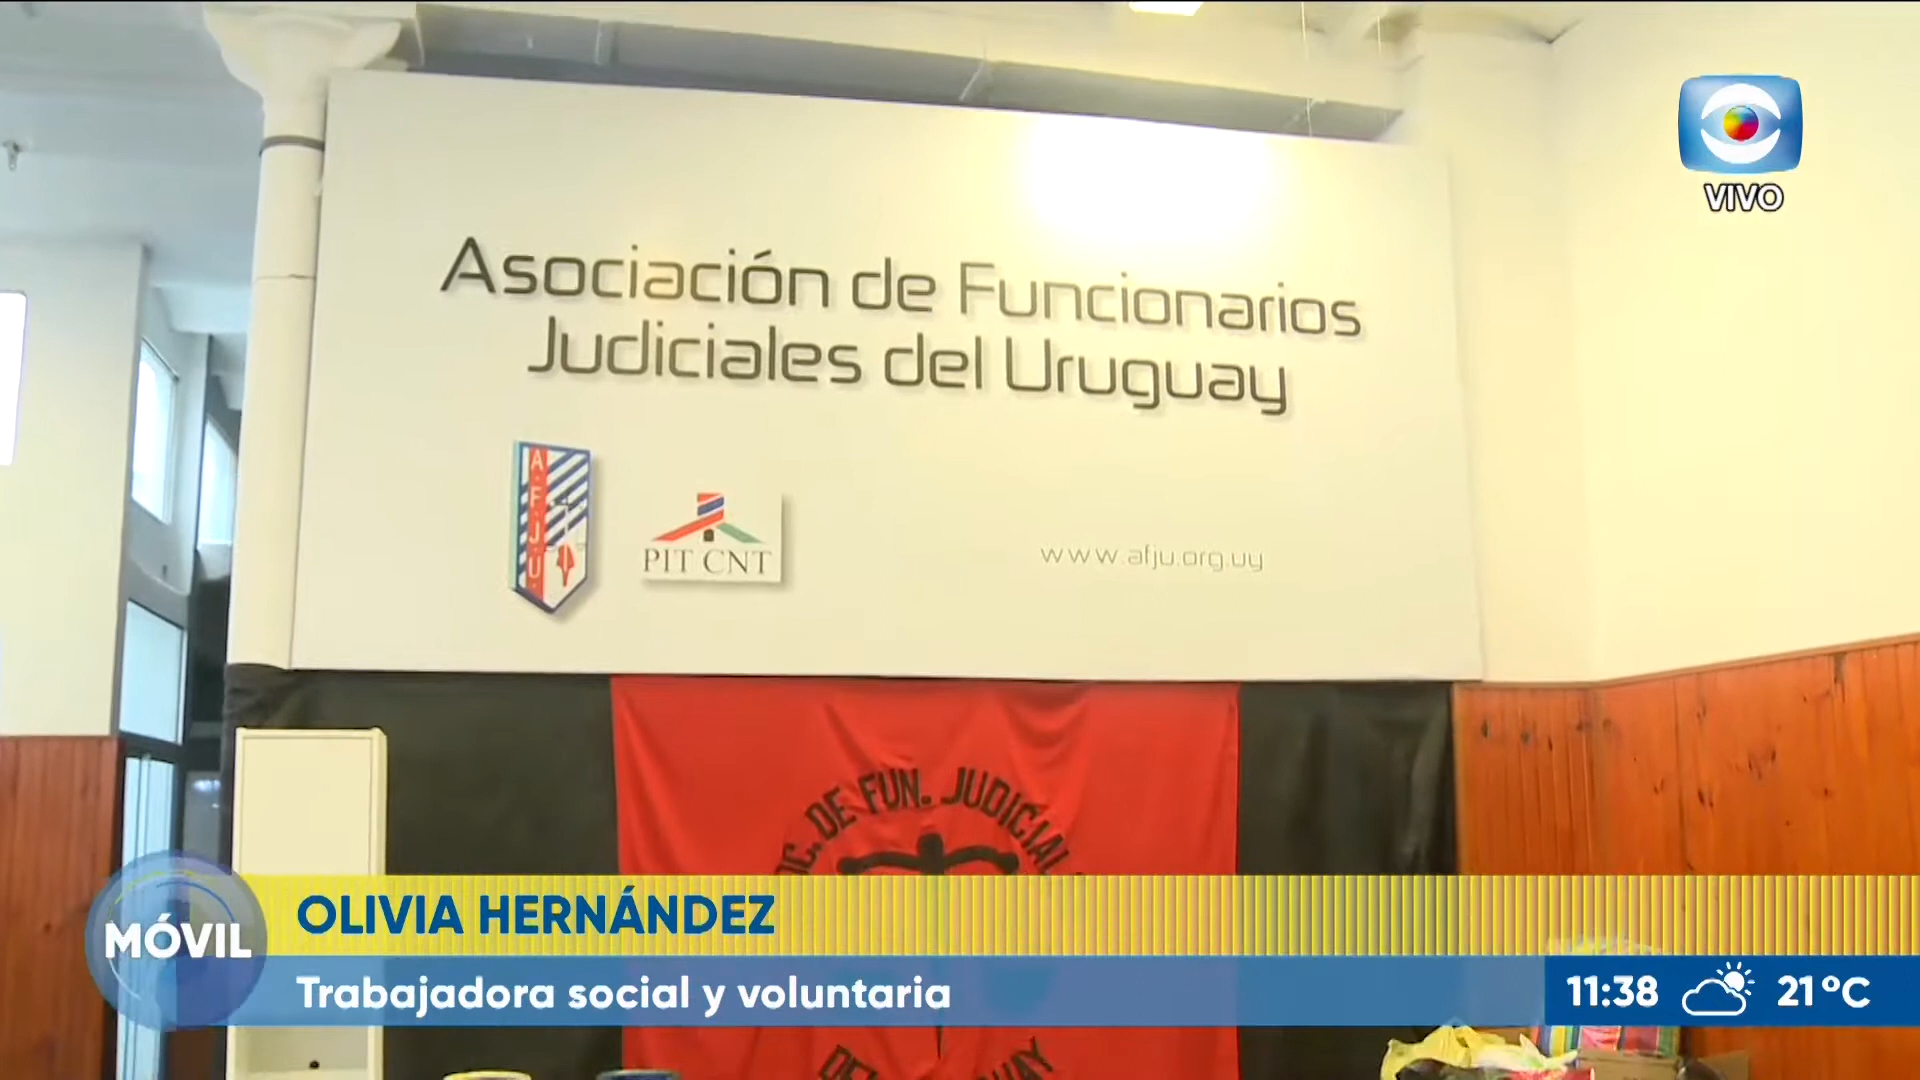 VIVO
Asociación de Funcionarios
Judiciales del Uruguay
A.F.J.U.
PIT CNT
www.afju.org.uy
OC. DE FUN. JUDICIAL
MÓVIL
OLIVIA HERNÁNDEZ
Trabajadora social y voluntaria
11:38
21°C